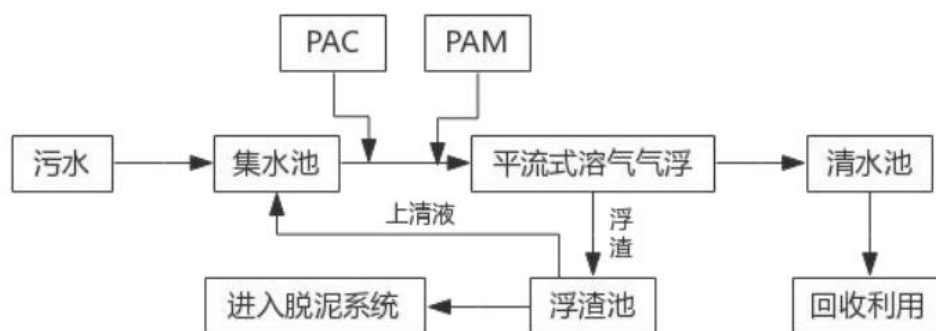 PAC
PAM
污水
集水池
平流式溶气气浮
清水池
上清液
浮
渣
进入脱泥系统
浮渣池
回收利用